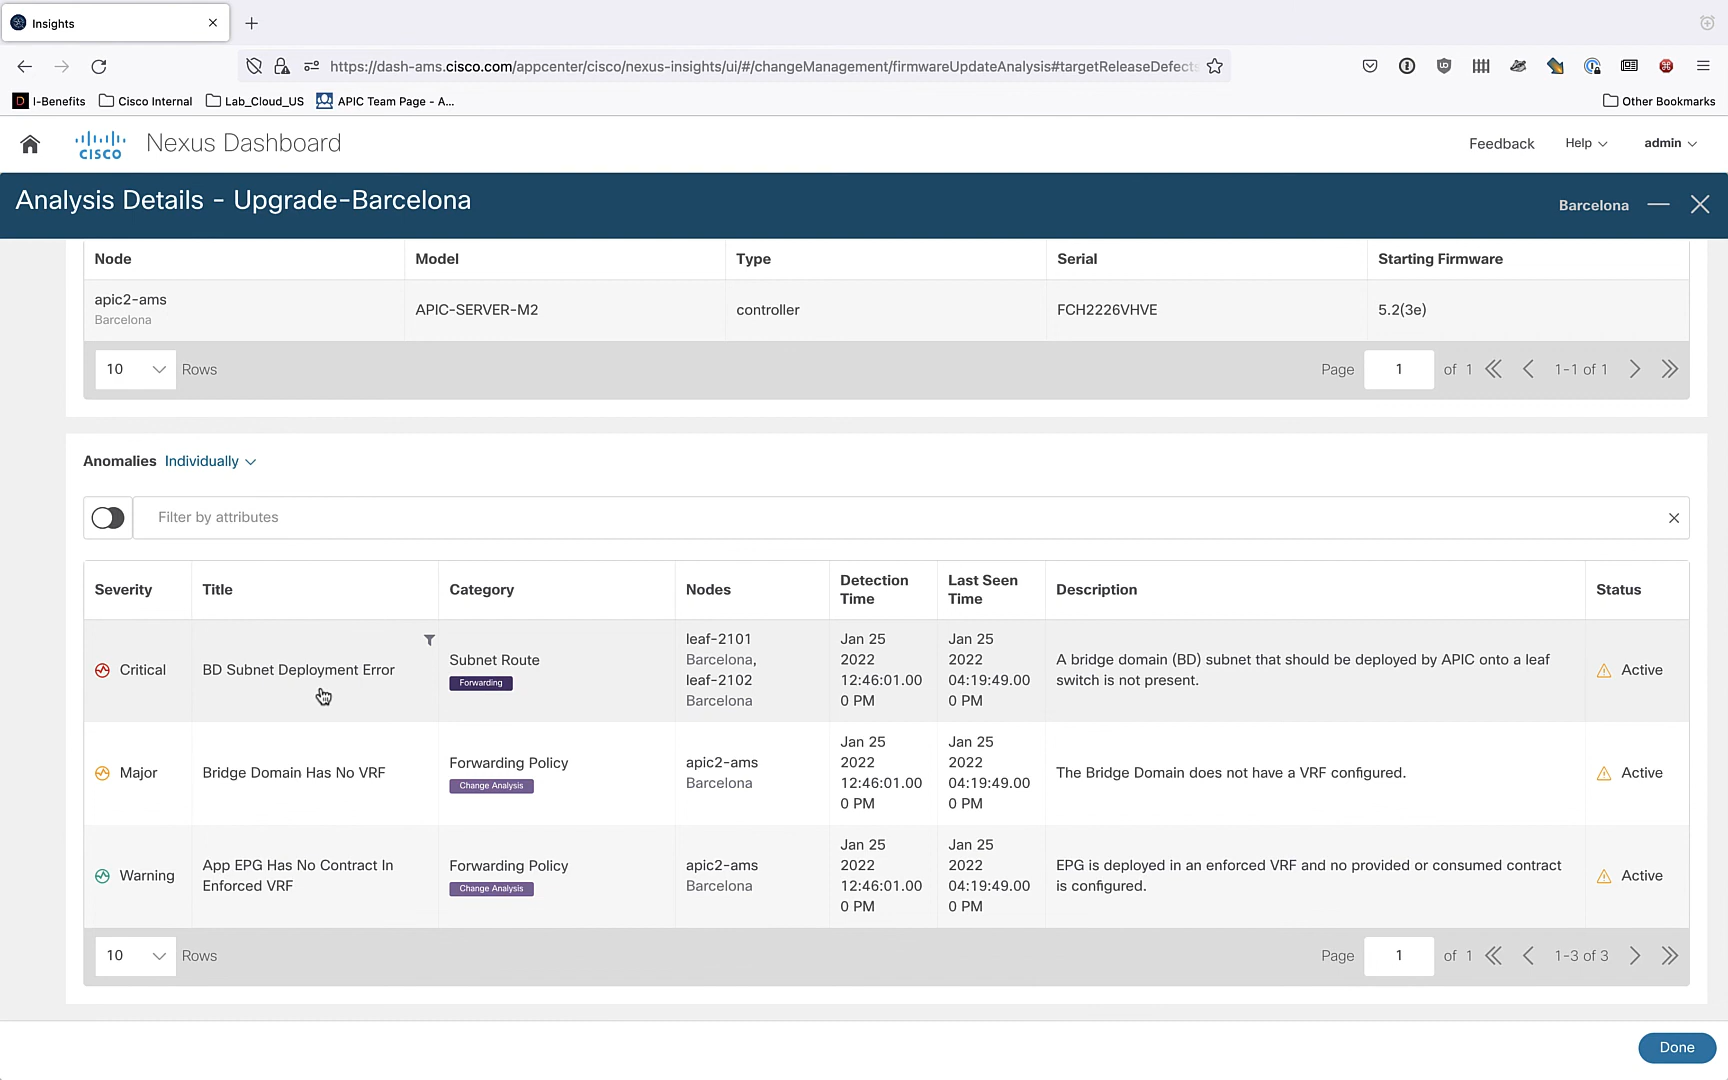 Insights
https://dash-ams.cisco.com/appcenter/cisco/nexus-insights/ui/#/changeManagement/firmwareUpdateAnalysis#targetReleaseDefects
I-Benefits Cisco Internal Lab_Cloud_US APIC Team Page - A... Other Bookmarks
CISCO Nexus Dashboard Feedback Help admin
Analysis Details - Upgrade-Barcelona Barcelona
Node Model Type Serial Starting Firmware
apic2-ams
Barcelona
APIC-SERVER-M2 controller FCH2226VHVE 5.2(3e)
10 Rows Page 1 of 1 1-1 of 1
Anomalies Individually
Filter by attributes
Severity Title Category Nodes Detection Time Last Seen Time Description Status
Critical
BD Subnet Deployment Error
Subnet Route
Forwarding
leaf-2101
Barcelona,
leaf-2102
Barcelona
Jan 25
2022
12:46:01.00
0 PM
Jan 25
2022
04:19:49.00
0 PM
A bridge domain (BD) subnet that should be deployed by APIC onto a leaf
switch is not present.
Active
Major
Bridge Domain Has No VRF
Forwarding Policy
Change Analysis
apic2-ams
Barcelona
Jan 25
2022
12:46:01.00
0 PM
Jan 25
2022
04:19:49.00
0 PM
The Bridge Domain does not have a VRF configured.
Active
Warning
App EPG Has No Contract In
Enforced VRF
Forwarding Policy
Change Analysis
apic2-ams
Barcelona
Jan 25
2022
12:46:01.00
0 PM
Jan 25
2022
04:19:49.00
0 PM
EPG is deployed in an enforced VRF and no provided or consumed contract
is configured.
Active
10 Rows Page 1 of 1 1-3 of 3
Done